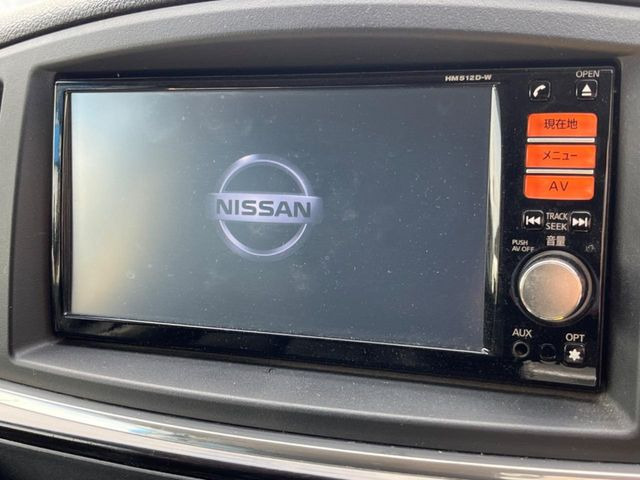 HM512D-W
OPEN
現在地
メニュー
AV
NISSAN
TRACK
SEEK
音量
PUSH
AV OFF
AUX
OPT